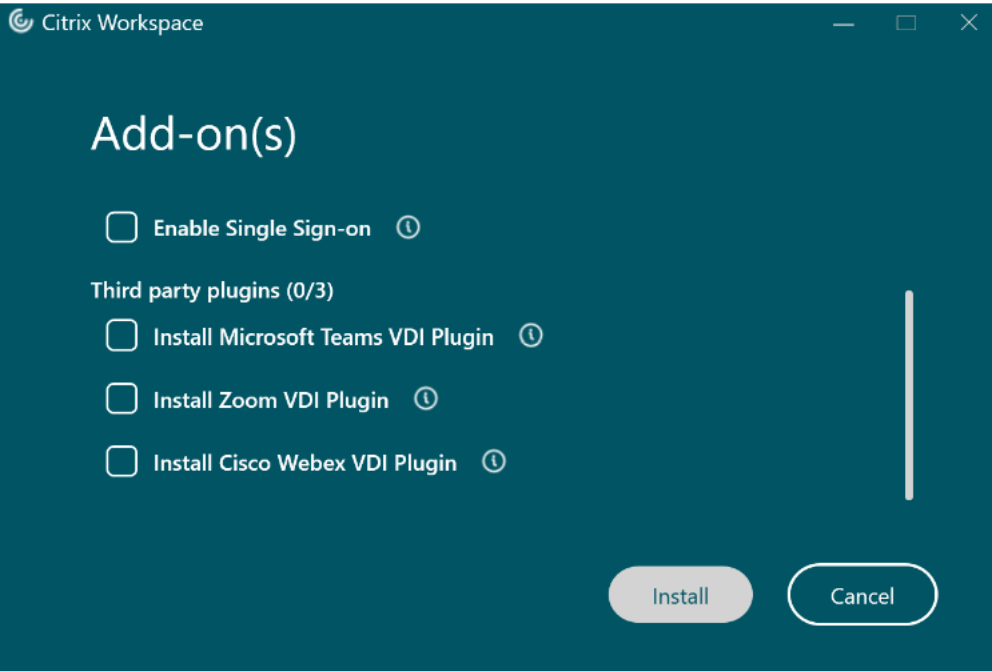 Citrix Workspace
Add-on(s)
Enable Single Sign-on
Third party plugins (0/3)
Install Microsoft Teams VDI Plugin
Install Zoom VDI Plugin
Install Cisco Webex VDI Plugin
Install Cancel